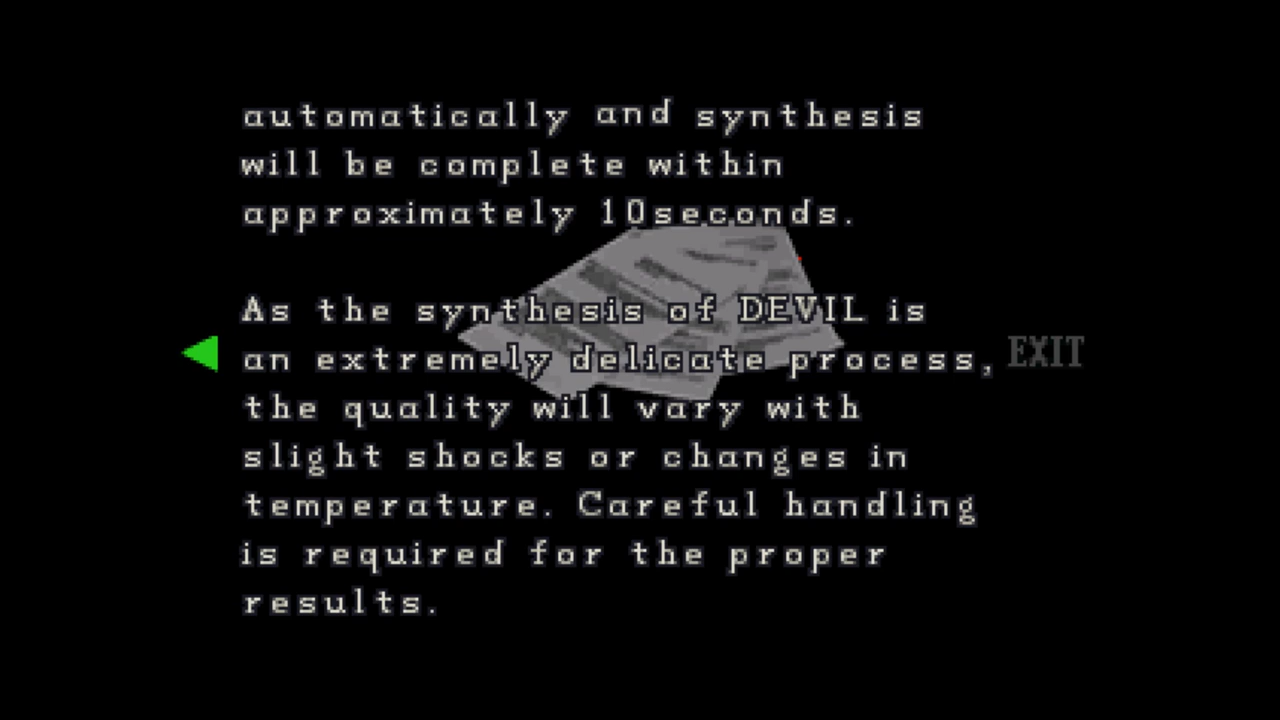 automatically and synthesis
will be complete within
approximately 10seconds.
As the synthesis of DEVIL is
an extremely delicate process,
EXIT
the quality will vary with
slight shocks or changes in
temperature. Careful handling
is required for the proper
results.